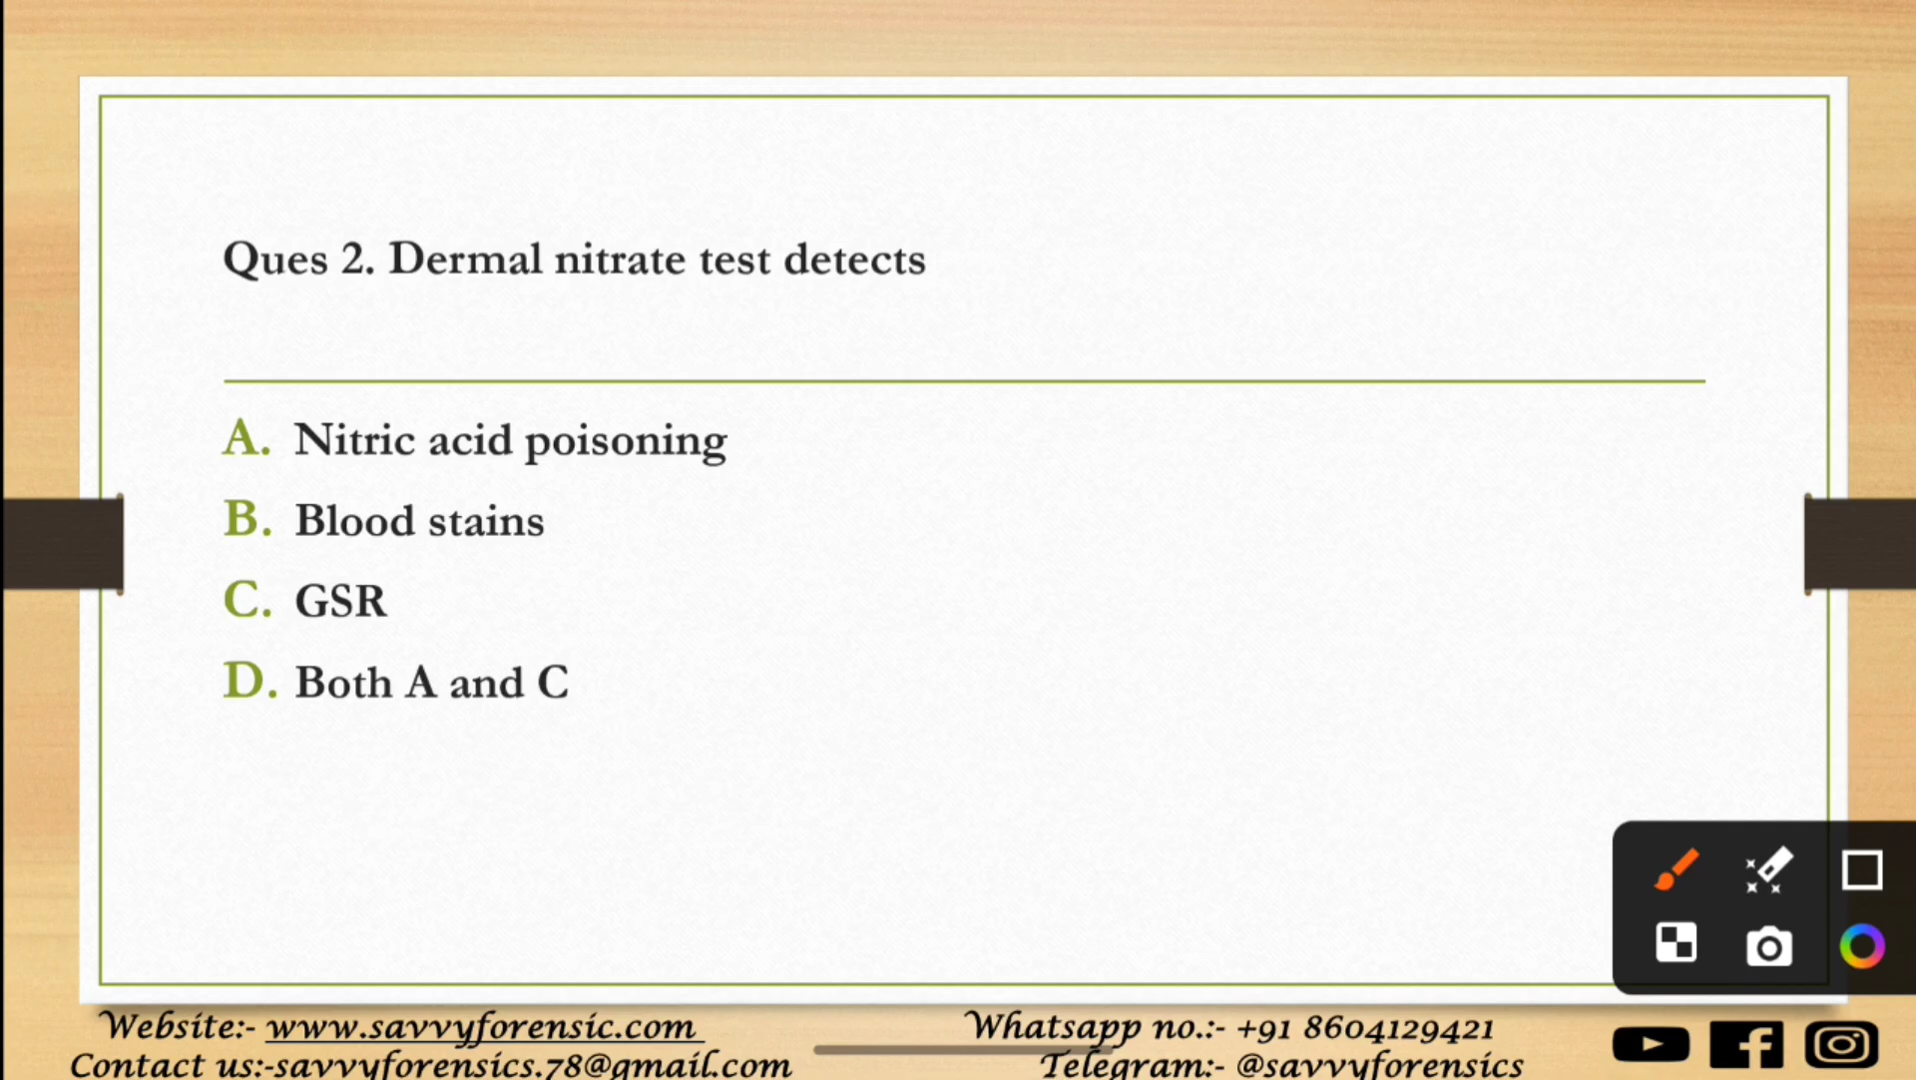 Ques 2. Dermal nitrate test detects
A. Nitric acid poisoning
B. Blood stains
C. GSR
D. Both A and C
Website:- www.savvyforensic.com
Whatsapp no.:- +91 8604129421
Contact us:-savvyforensics.78@gmail.com
Telegram:- @savvyforensics